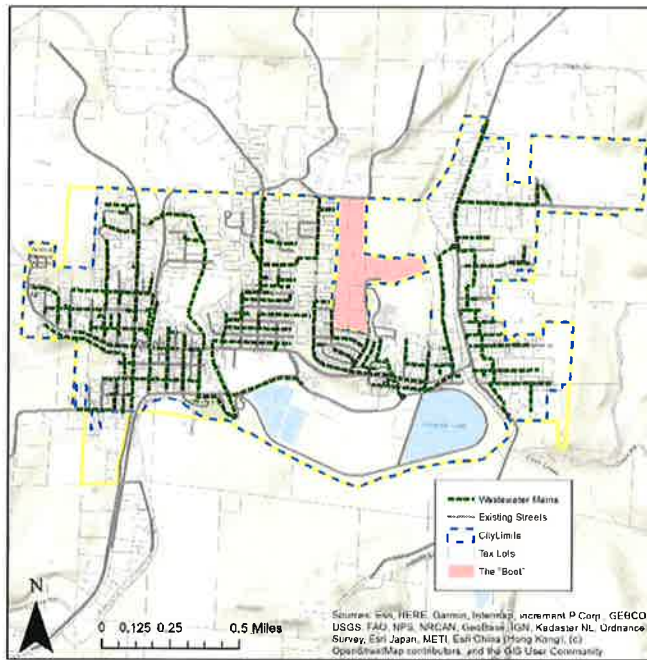 Wastewater Mains
Existing Streets
CityLimits
Tax Lots
The "Boot"
N
0 0.125 0.25 0.5 Miles
Sources: Esri, HERE, Garmin, Intermap, increment P Corp., GEBCO,
USGS, FAO, NPS, NRCAN, GeoBase, IGN, Kadaster NL, Ordnance
Survey, Esri Japan, METI, Esri China (Hong Kong), (c)
OpenStreetMap contributors, and the GIS User Community